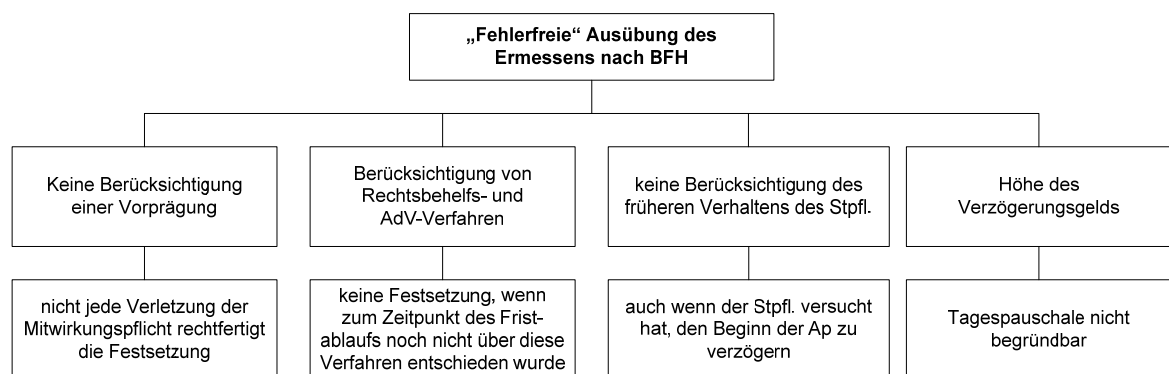 „Fehlerfreie“ Ausübung des
Ermessens nach BFH
Keine Berücksichtigung
einer Vorprägung
Berücksichtigung von
Rechtsbehelfs- und
AdV-Verfahren
keine Berücksichtigung des
früheren Verhaltens des Stpfl.
Höhe des
Verzögerungsgelds
nicht jede Verletzung der
Mitwirkungspflicht rechtfertigt
die Festsetzung
keine Festsetzung, wenn
zum Zeitpunkt des Frist-
ablaufs noch nicht über diese
Verfahren entschieden wurde
auch wenn der Stpfl. versucht
hat, den Beginn der Ap zu
verzögern
Tagespauschale nicht
begründbar